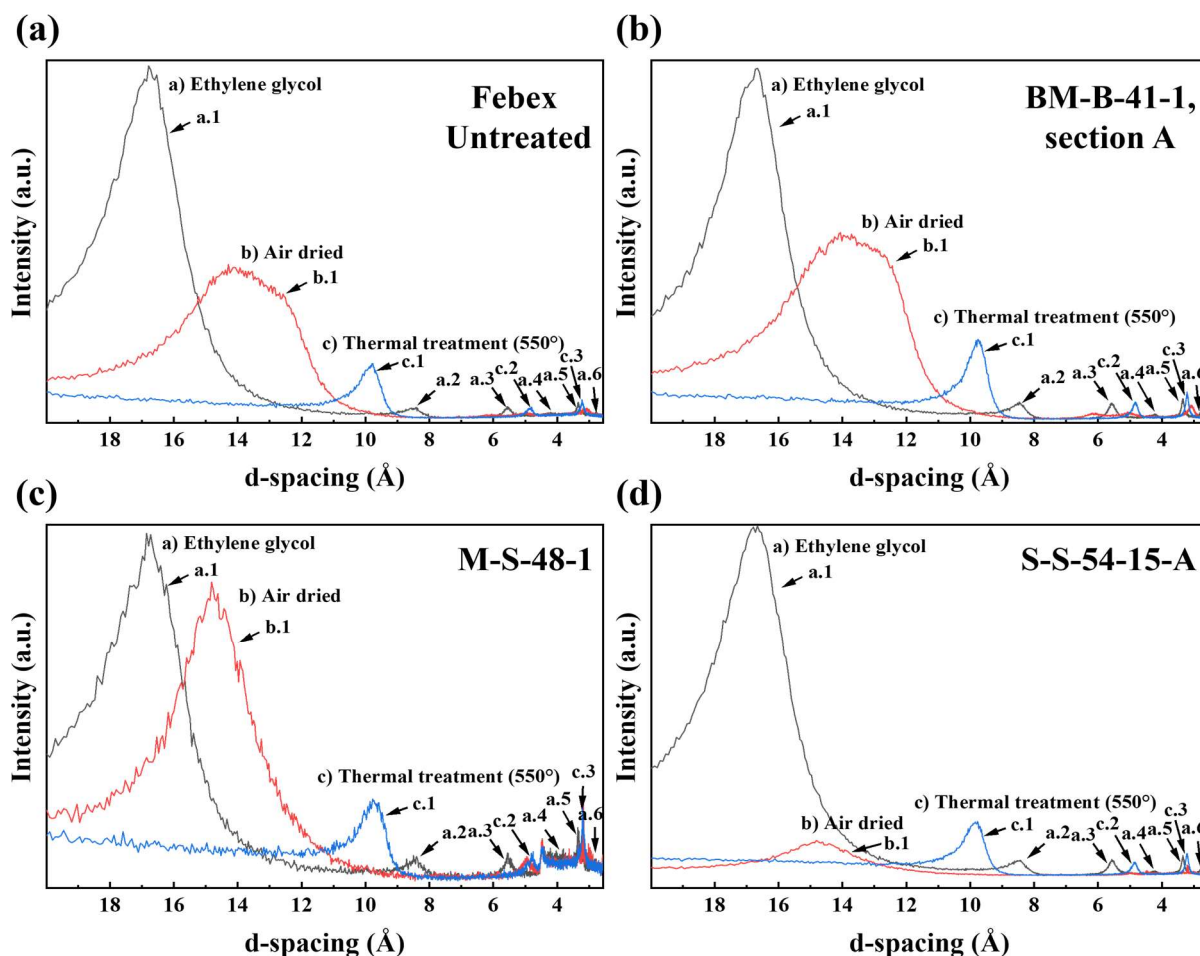 (a)
a) Ethylene glycol
a.1
Febex
Untreated
b) Air dried
b.1
c) Thermal treatment (550°)
c.1
a.2
a.3
c.2
a.4
a.5
c.3
a.6
Intensity (a.u.)
18 16 14 12 10 8 6 4
d-spacing (Å)
(b)
a) Ethylene glycol
a.1
BM-B-41-1,
section A
b) Air dried
b.1
c) Thermal treatment (550°)
c.1
a.2
a.3
c.2
a.4
a.5
c.3
a.6
Intensity (a.u.)
18 16 14 12 10 8 6 4
d-spacing (Å)
(c)
a) Ethylene glycol
a.1
M-S-48-1
b) Air dried
b.1
c) Thermal treatment (550°)
c.1
a.2
a.3
c.2
a.4
a.5
c.3
a.6
Intensity (a.u.)
18 16 14 12 10 8 6 4
d-spacing (Å)
(d)
a) Ethylene glycol
a.1
S-S-54-15-A
b) Air dried
b.1
c) Thermal treatment (550°)
c.1
a.2
a.3
c.2
a.4
a.5
c.3
a.6
Intensity (a.u.)
18 16 14 12 10 8 6 4
d-spacing (Å)